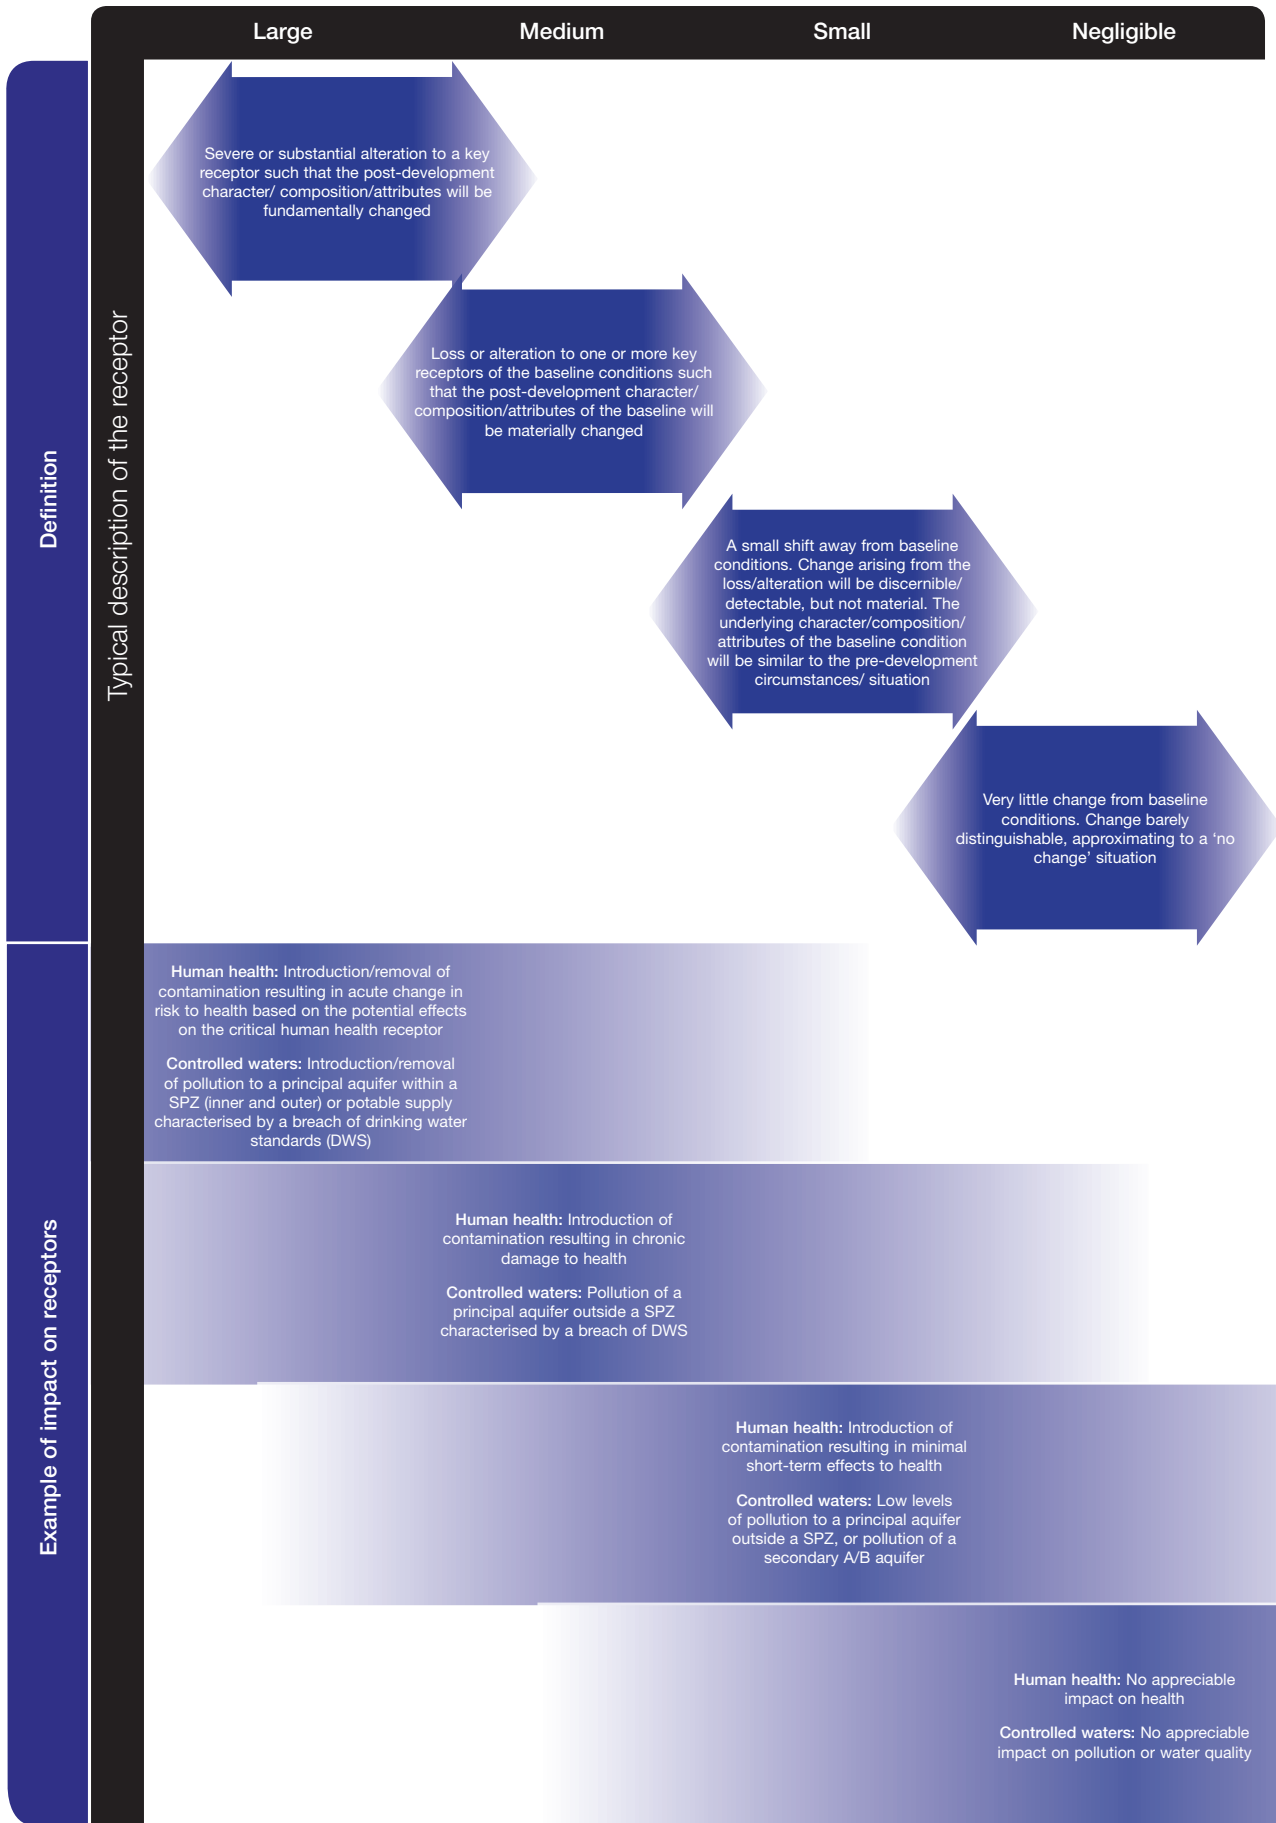 Large
Medium
Small
Negligible
Definition
Typical description of the receptor
Severe or substantial alteration to a key
receptor such that the post-development
character/ composition/attributes will be
fundamentally changed
Loss or alteration to one or more key
receptors of the baseline conditions such
that the post-development character/
composition/attributes of the baseline will
be materially changed
A small shift away from baseline
conditions. Change arising from the
loss/alteration will be discernible/
detectable, but not material. The
underlying character/composition/
attributes of the baseline condition
will be similar to the pre-development
circumstances/ situation
Very little change from baseline
conditions. Change barely
distinguishable, approximating to a ‘no
change’ situation
Example of impact on receptors
Human health: Introduction/removal of
contamination resulting in acute change in
risk to health based on the potential effects
on the critical human health receptor
Controlled waters: Introduction/removal
of pollution to a principal aquifer within a
SPZ (inner and outer) or potable supply
characterised by a breach of drinking water
standards (DWS)
Human health: Introduction of
contamination resulting in chronic
damage to health
Controlled waters: Pollution of a
principal aquifer outside a SPZ
characterised by a breach of DWS
Human health: Introduction of
contamination resulting in minimal
short-term effects to health
Controlled waters: Low levels
of pollution to a principal aquifer
outside a SPZ, or pollution of a
secondary A/B aquifer
Human health: No appreciable
impact on health
Controlled waters: No appreciable
impact on pollution or water quality